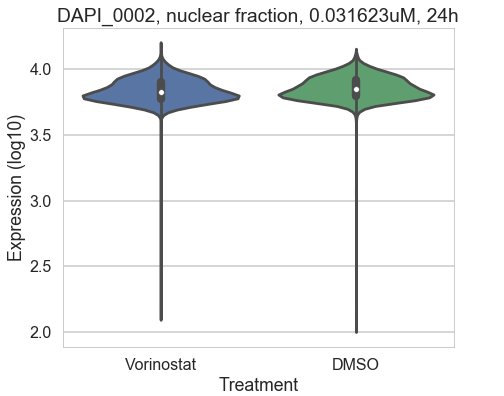 DAPI_0002, nuclear fraction, 0.031623uM, 24h
Expression (log10)
4.0
3.5
3.0
2.5
2.0
Vorinostat
DMSO
Treatment